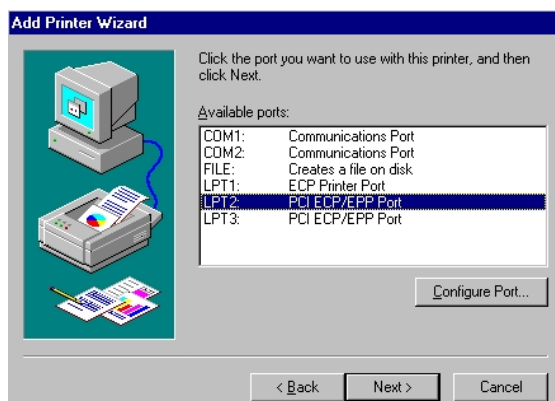 Add Printer Wizard
Click the port you want to use with this printer, and then
click Next.
Available ports:
COM1: Communications Port
COM2: Communications Port
FILE: Creates a file on disk
LPT1: ECP Printer Port
LPT2: PCI ECP/EPP Port
LPT3: PCI ECP/EPP Port
Configure Port...
< Back Next > Cancel